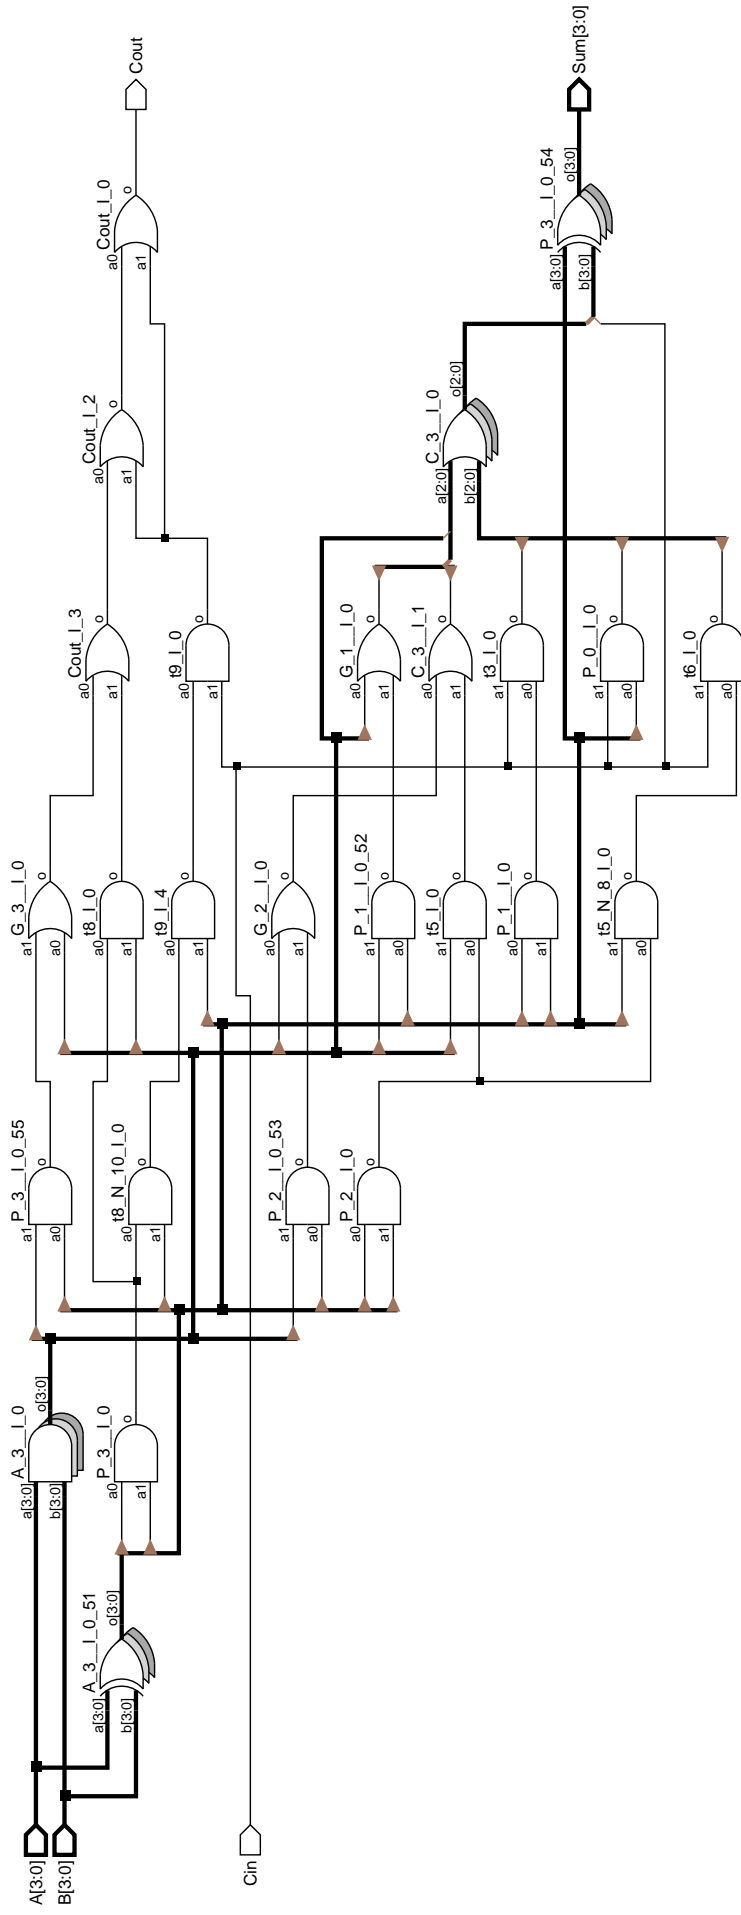 A[3:0]
B[3:0]
Cin
A_3__I_0_51
a[3:0]
b[3:0]
o[3:0]
A_3__I_0
a[3:0]
b[3:0]
o[3:0]
P_3__I_0
a0
a1
o
P_3__I_0_55
a1
a0
o
t8_N_10_I_0
a0
a1
o
P_2__I_0_53
a1
a0
o
P_2__I_0
a0
a1
o
G_3__I_0
a1
a0
o
t8_I_0
a0
a1
o
t9_I_4
a0
a1
o
G_2__I_0
a0
a1
o
P_1__I_0_52
a1
a0
o
t5_I_0
a1
a0
o
P_1__I_0
a0
a1
o
t5_N_8_I_0
a1
a0
o
Cout_I_3
a0
a1
o
t9_I_0
a0
a1
o
G_1__I_0
a0
a1
o
C_3__I_1
a0
a1
o
t3_I_0
a1
a0
o
P_0__I_0
a1
a0
o
t6_I_0
a1
a0
o
Cout_I_2
a0
a1
o
C_3__I_0
a[2:0]
b[2:0]
o[2:0]
Cout_I_0
a0
a1
o
P_3__I_0_54
a[3:0]
b[3:0]
o[3:0]
Cout
Sum[3:0]